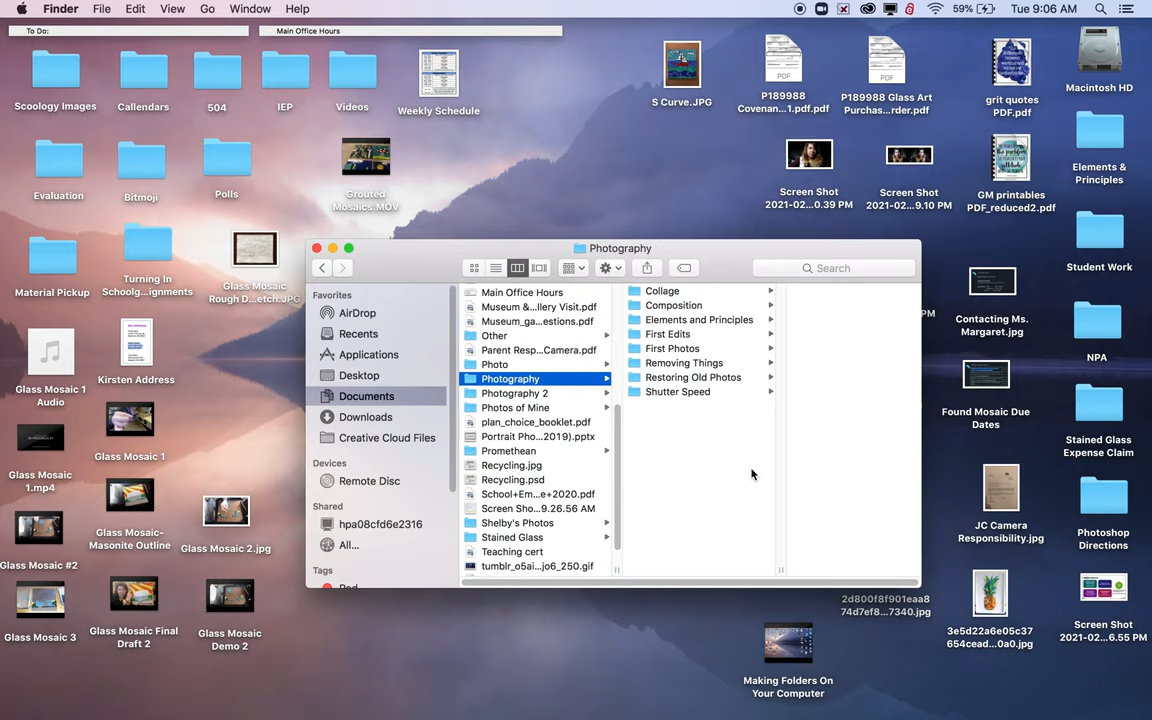 Finder File Edit View Go Window Help
59% Tue 9:06 AM
To Do:
Main Office Hours
Scoology Images
Callendars
504
IEP
Videos
Weekly Schedule
S Curve.JPG
PDF
P189988
Covenan...1.pdf.pdf
PDF
P189988 Glass Art
Purchas...rder.pdf
grit quotes
PDF.pdf
Macintosh HD
Evaluation
Bitmoji
Polls
Grouted
Mosaics.MOV
Screen Shot
2021-02...0.39 PM
Screen Shot
2021-02...9.10 PM
GM printables
PDF_reduced2.pdf
Elements &
Principles
Material Pickup
Turning In
Schoolg...ignments
Glass Mosaic
Rough D...etch.JPG
Student Work
Contacting Ms.
Margaret.jpg
PM
NPA
Glass Mosaic 1
Audio
Kirsten Address
Found Mosaic Due
Dates
Stained Glass
Expense Claim
Glass Mosaic
1.mp4
Glass Mosaic 1
JC Camera
Responsibility.jpg
Photoshop
Directions
Glass Mosaic #2
Glass Mosaic-
Masonite Outline
Glass Mosaic 2.jpg
Glass Mosaic 3
Glass Mosaic Final
Draft 2
Glass Mosaic
Demo 2
2d800f8f901eaa8
74d7ef8...7340.jpg
3e5d22a6e05c37
654cead...0a0.jpg
Screen Shot
2021-02...6.55 PM
Making Folders On
Your Computer
Photography
Search
Favorites
AirDrop
Recents
Applications
Desktop
Documents
Downloads
Creative Cloud Files
Devices
Remote Disc
Shared
hpa08cfd6e2316
All...
Tags
Red
Main Office Hours
Museum &...llery Visit.pdf
Museum_ga...estions.pdf
Other
Parent Resp...Camera.pdf
Photo
Photography
Photography 2
Photos of Mine
plan_choice_booklet.pdf
Portrait Pho...2019).pptx
Promethean
Recycling.jpg
Recycling.psd
School+Em...e+2020.pdf
Screen Sho...9.26.56 AM
Shelby's Photos
Stained Glass
Teaching cert
tumblr_o5ai...jo6_250.gif
Collage
Composition
Elements and Principles
First Edits
First Photos
Removing Things
Restoring Old Photos
Shutter Speed